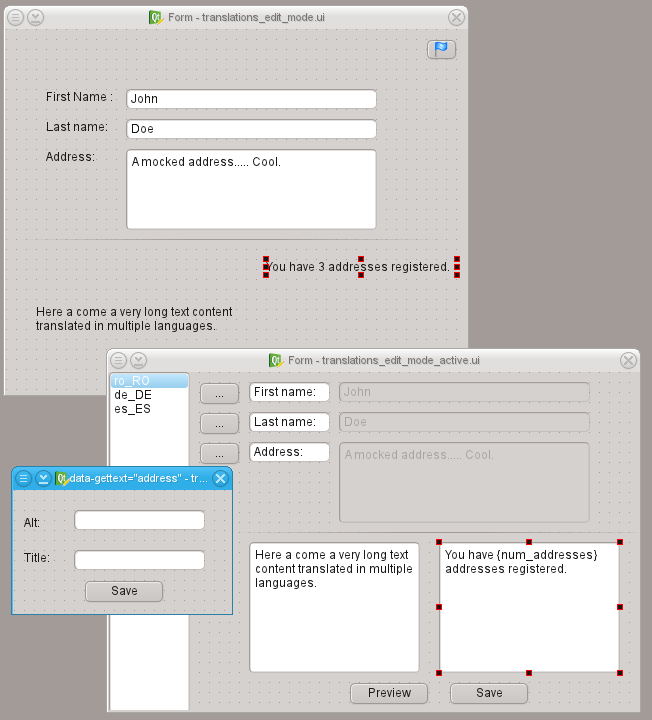 Form - translations_edit_mode.ui
First Name :
John
Last name:
Doe
Address:
A mocked address..... Cool.
You have 3 addresses registered.
Here a come a very long text content
translated in multiple languages.
Form - translations_edit_mode_active.ui
ro_RO
de_DE
es_ES
...
First name:
John
...
Last name:
Doe
...
Address:
A mocked address..... Cool.
data-gettext="address" - tr...
Alt:
Title:
Save
Here a come a very long text
content translated in multiple
languages.
You have {num_addresses}
addresses registered.
Preview
Save